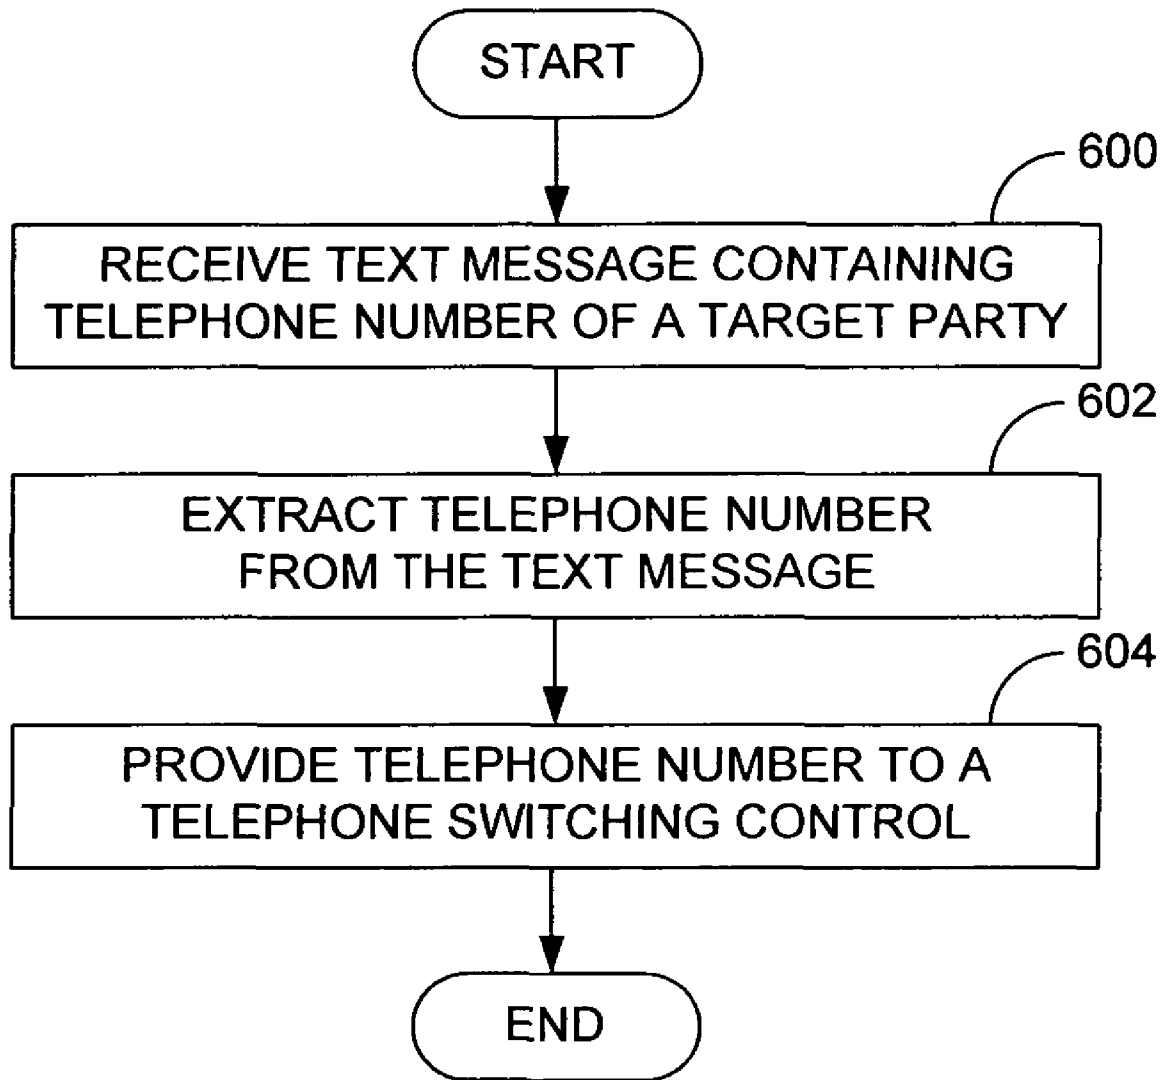 START
600
RECEIVE TEXT MESSAGE CONTAINING
TELEPHONE NUMBER OF A TARGET PARTY
602
EXTRACT TELEPHONE NUMBER
FROM THE TEXT MESSAGE
604
PROVIDE TELEPHONE NUMBER TO A
TELEPHONE SWITCHING CONTROL
END